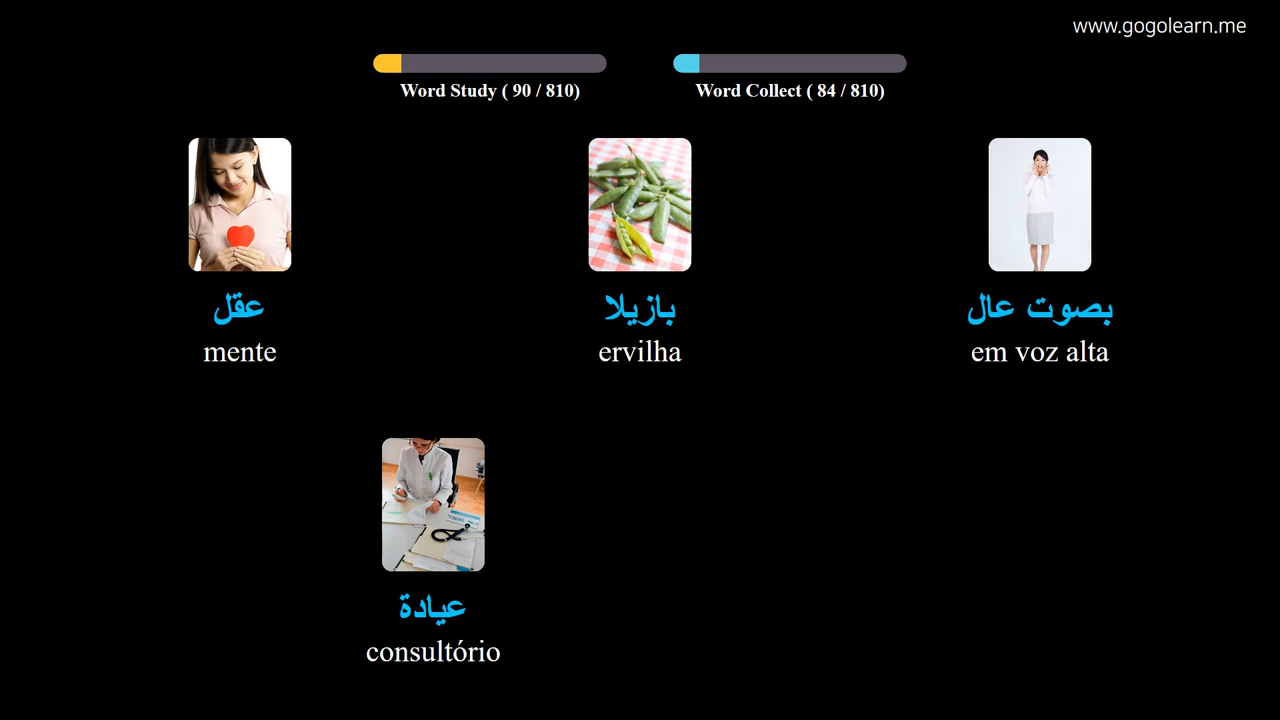 www.gogolearn.me
Word Study ( 90 / 810)
Word Collect ( 84 / 810)
عقل
mente
بازيلا
ervilha
بصوت عال
em voz alta
عيادة
consultório